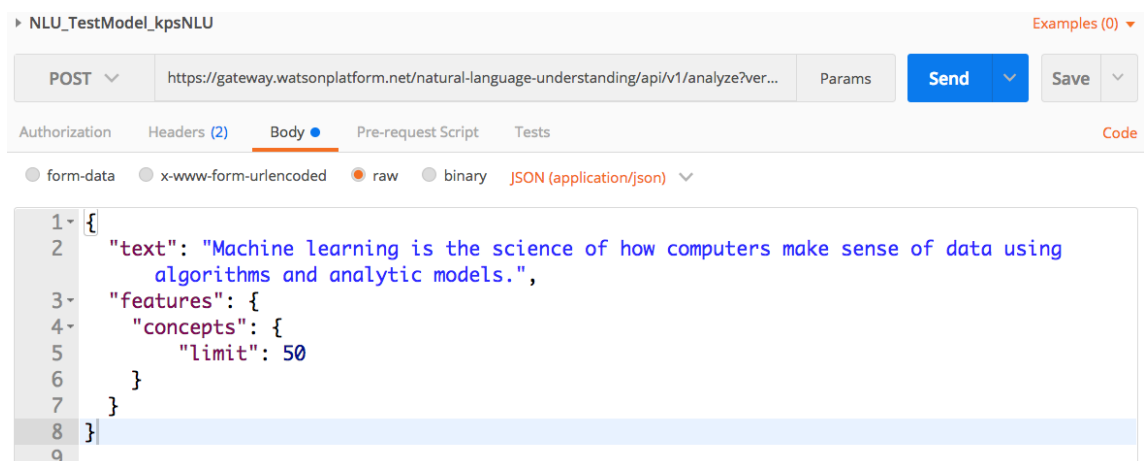 NLU_TestModel_kpsNLU Examples (0)
POST https://gateway.watsonplatform.net/natural-language-understanding/api/v1/analyze?ver... Params Send Save
Authorization Headers (2) Body Pre-request Script Tests Code
form-data x-www-form-urlencoded raw binary JSON (application/json)
1 {
2 "text": "Machine learning is the science of how computers make sense of data using
algorithms and analytic models.",
3 "features": {
4 "concepts": {
5 "limit": 50
6 }
7 }
8 }
9